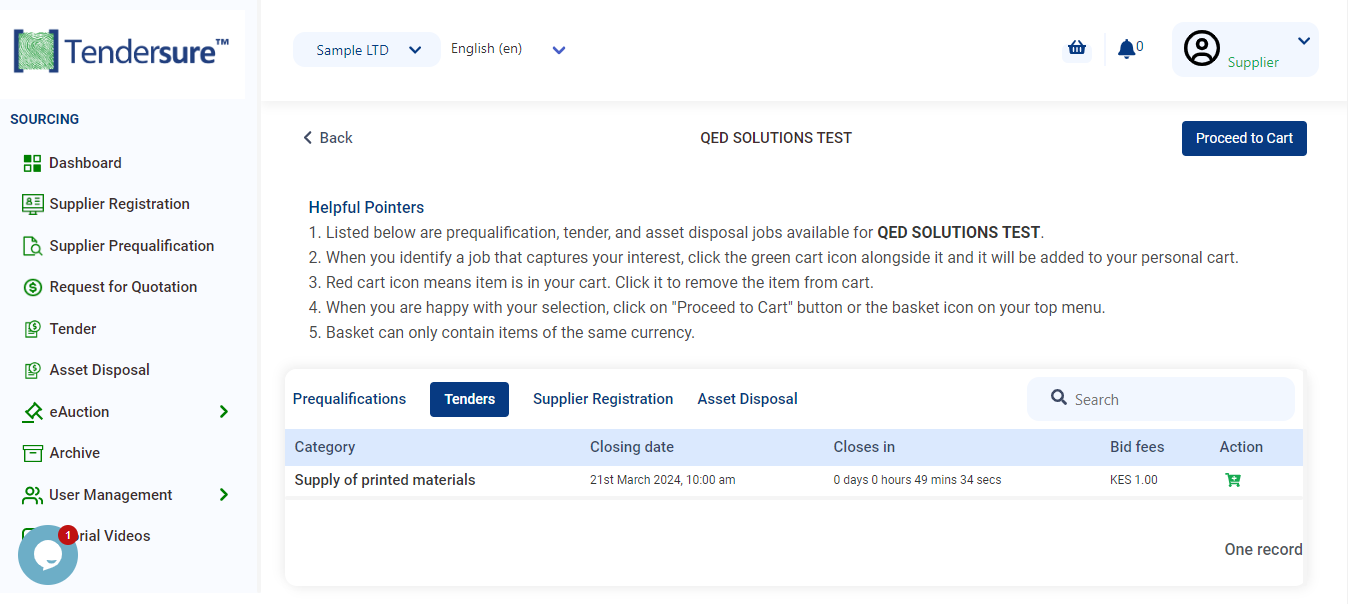 Tendersure™
Sample LTD
English (en)
0
Supplier
SOURCING
Dashboard
Supplier Registration
Supplier Prequalification
Request for Quotation
Tender
Asset Disposal
eAuction
Archive
User Management
rial Videos
1
Back
QED SOLUTIONS TEST
Proceed to Cart
Helpful Pointers
1. Listed below are prequalification, tender, and asset disposal jobs available for QED SOLUTIONS TEST.
2. When you identify a job that captures your interest, click the green cart icon alongside it and it will be added to your personal cart.
3. Red cart icon means item is in your cart. Click it to remove the item from cart.
4. When you are happy with your selection, click on "Proceed to Cart" button or the basket icon on your top menu.
5. Basket can only contain items of the same currency.
Prequalifications Tenders Supplier Registration Asset Disposal Search
Category Closing date Closes in Bid fees Action
Supply of printed materials 21st March 2024, 10:00 am 0 days 0 hours 49 mins 34 secs KES 1.00
One record